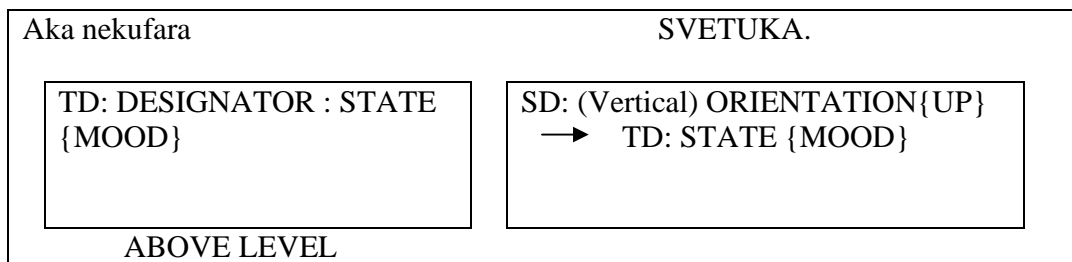 Aka nekufara SVETUKA.
TD: DESIGNATOR : STATE
{MOOD}
SD: (Vertical) ORIENTATION{UP}
→ TD: STATE {MOOD}
ABOVE LEVEL